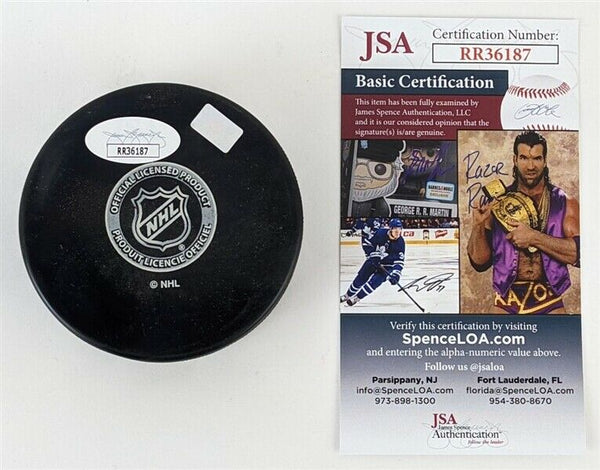 RR36187
OFFICIAL LICENSED PRODUCT
NHL
PRODUIT LICENCIE OFFICIEL
© NHL
JSA
Certification Number:
RR36187
Basic Certification
This item has been fully examined by
James Spence Authentication, LLC
and it is our considered opinion that the
signature(s) is/are genuine.
GEORGE R. R. MARTIN
Razor
RAZOR
Verify this certification by visiting
SpenceLOA.com
and entering the alpha-numeric value above.
Follow us @jsaloa
Parsippany, NJ
info@SpenceLOA.com
973-898-1300
Fort Lauderdale, FL
florida@SpenceLOA.com
954-380-8670
JSA
James Spence
Authentication